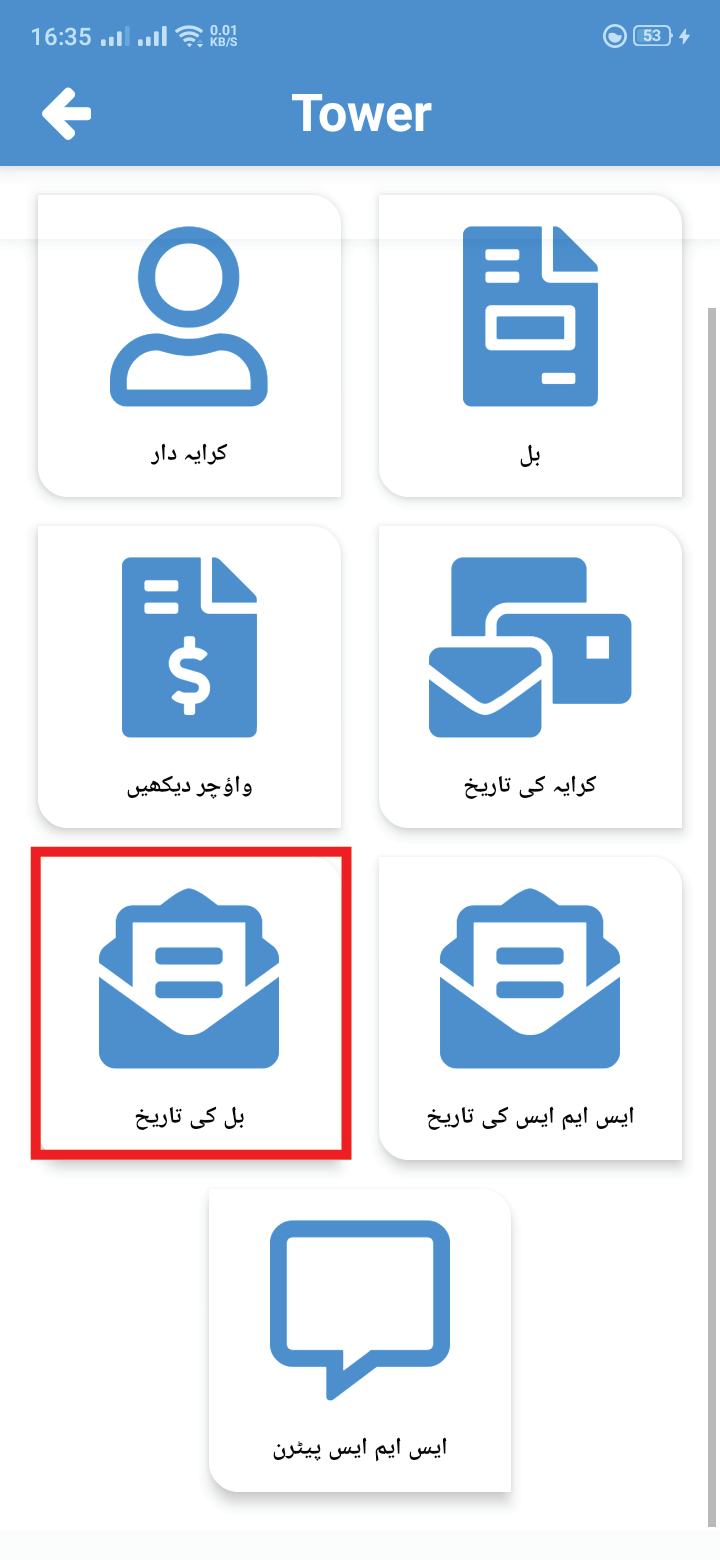 16:35 0.01 KB/S 53
Tower
کرایہ دار
بل
$
واؤچر دیکھیں
کرایہ کی تاریخ
بل کی تاریخ
ایس ایم ایس کی تاریخ
ایس ایم ایس پیٹرن